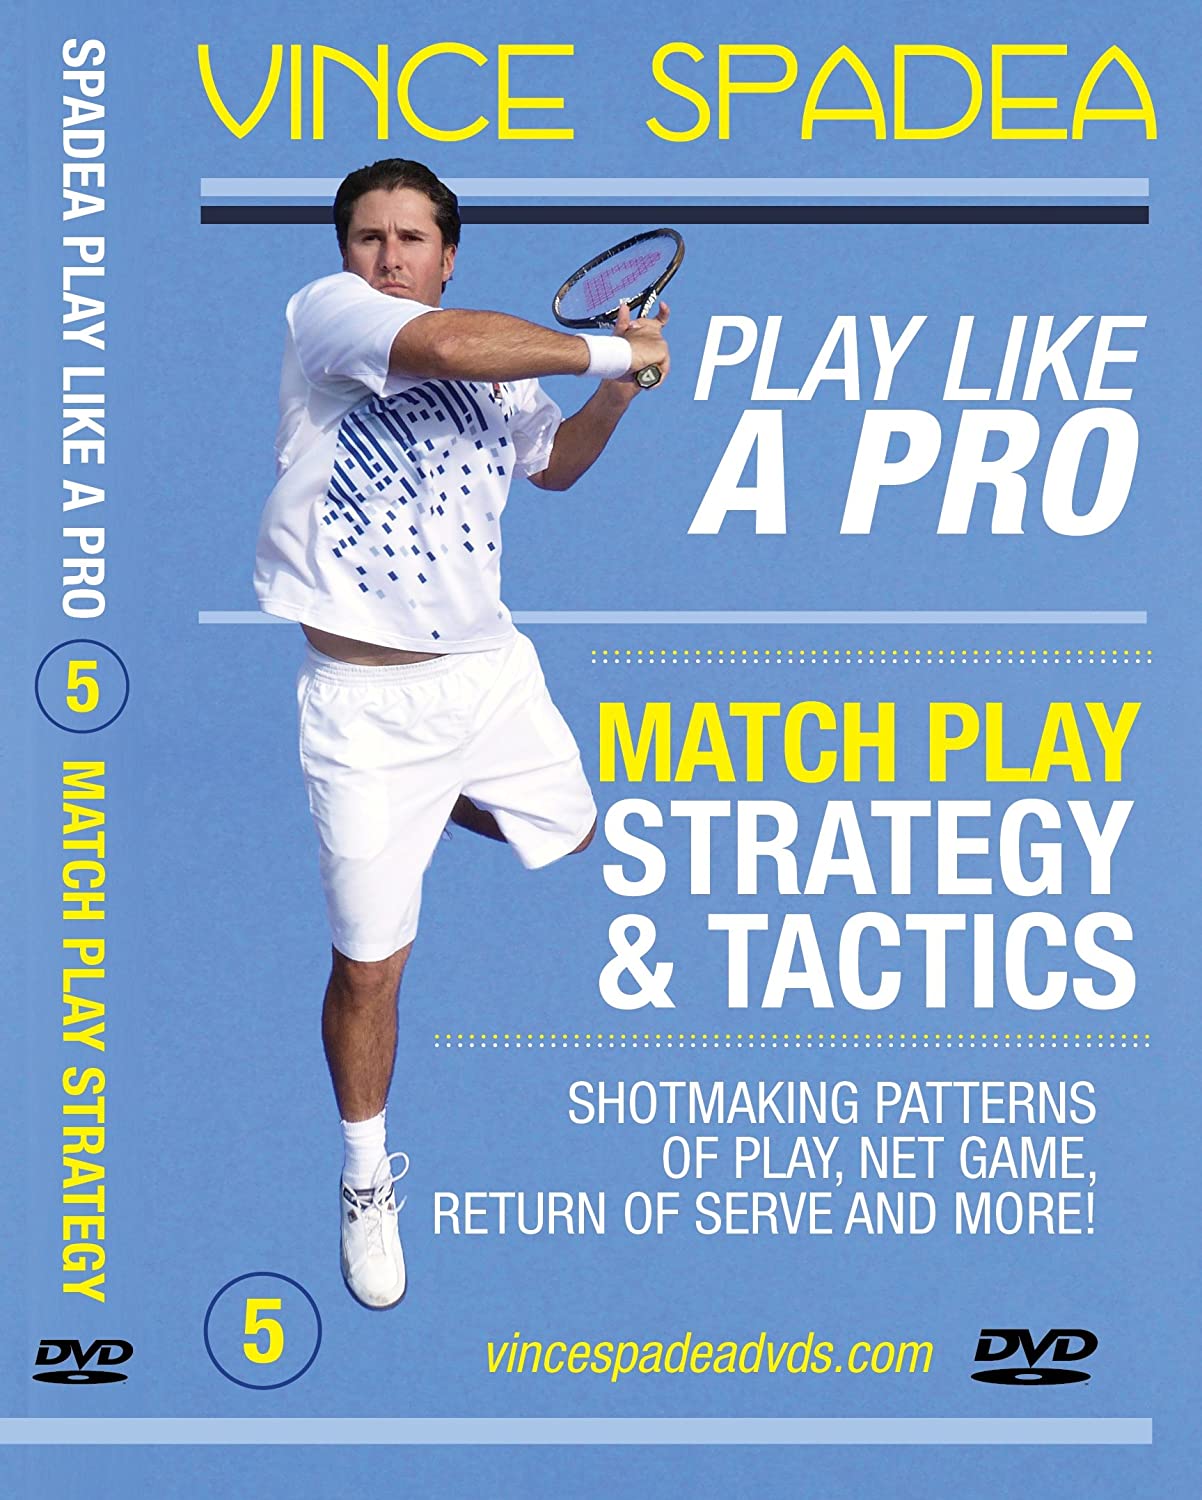 SPADEA PLAY LIKE A PRO
5
MATCH PLAY STRATEGY
DVD
VINCE SPADEA
PLAY LIKE
A PRO
MATCH PLAY
STRATEGY
& TACTICS
SHOTMAKING PATTERNS
OF PLAY, NET GAME,
RETURN OF SERVE AND MORE!
5
vincespadeadvds.com
DVD